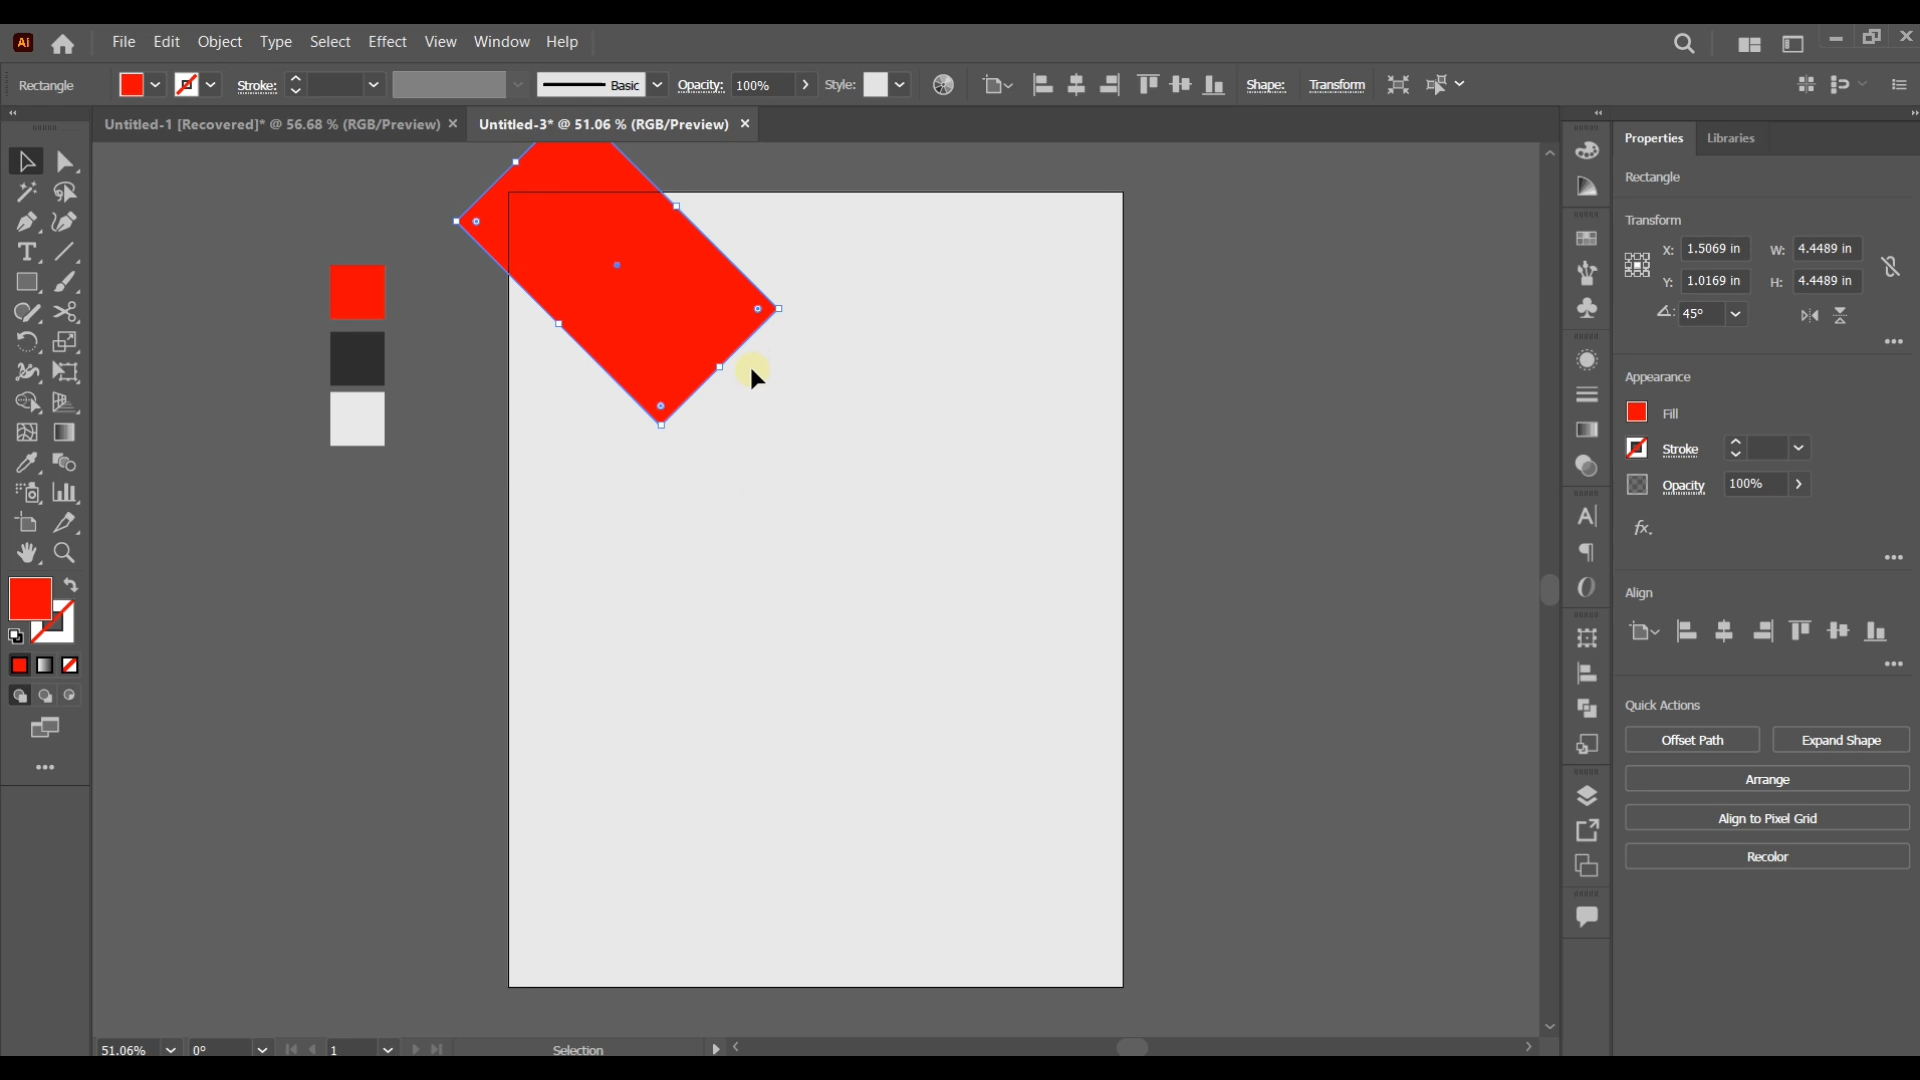 Ai File Edit Object Type Select Effect View Window Help
Rectangle Stroke: Basic Opacity: 100% Style: Shape: Transform
Untitled-1 [Recovered]* @ 56.68 % (RGB/Preview) × Untitled-3* @ 51.06 % (RGB/Preview) ×
Properties Libraries
Rectangle
Transform
X: 1.5069 in W: 4.4489 in
Y: 1.0169 in H: 4.4489 in
45°
Appearance
Fill
Stroke
Opacity 100%
fx.
Align
Quick Actions
Offset Path Expand Shape
Arrange
Align to Pixel Grid
Recolor
51.06% 0° 1 Selection